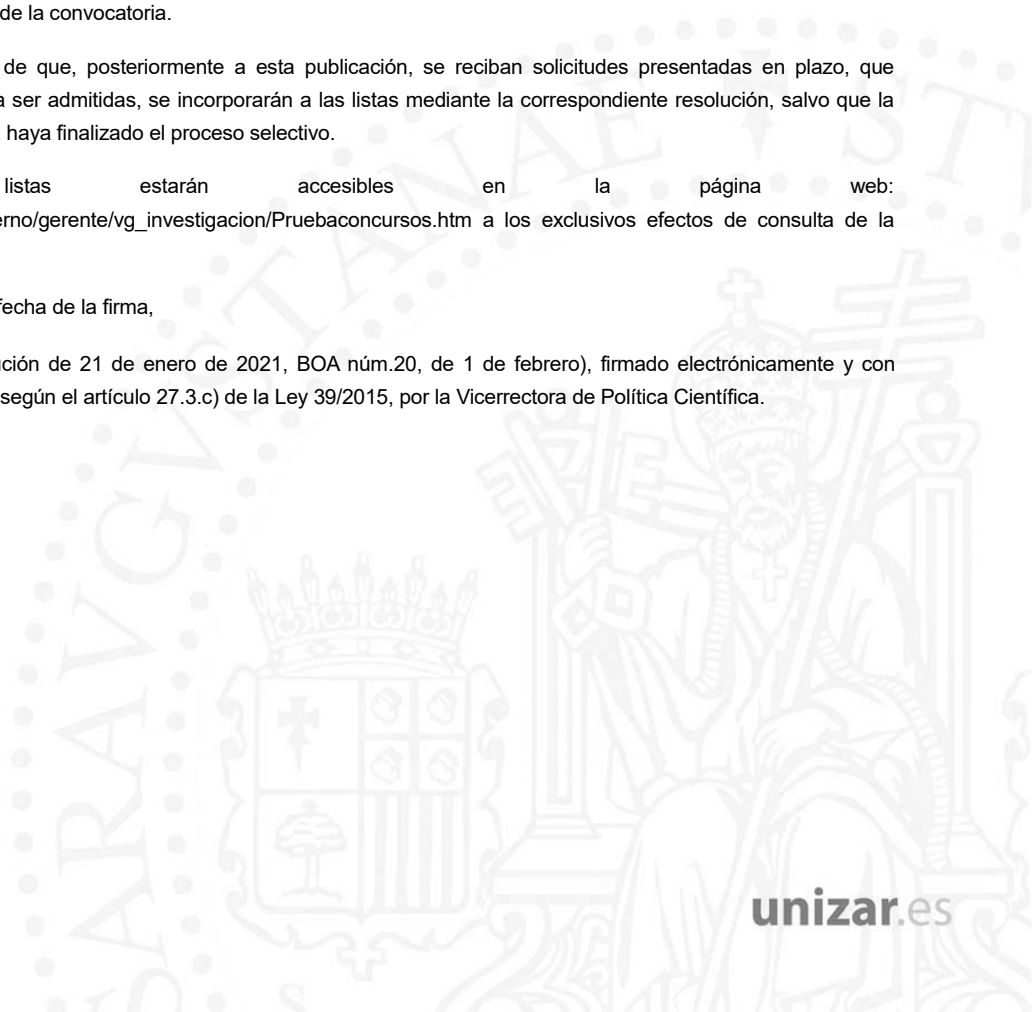 de la convocatoria.
de que, posteriormente a esta publicación, se reciban solicitudes presentadas en plazo, que
a ser admitidas, se incorporarán a las listas mediante la correspondiente resolución, salvo que la
haya finalizado el proceso selectivo.
listas estarán accesibles en la página web:
erno/gerente/vg_investigacion/Pruebaconcursos.htm a los exclusivos efectos de consulta de la
fecha de la firma,
ución de 21 de enero de 2021, BOA núm.20, de 1 de febrero), firmado electrónicamente y con
según el artículo 27.3.c) de la Ley 39/2015, por la Vicerrectora de Política Científica.
unizar.es